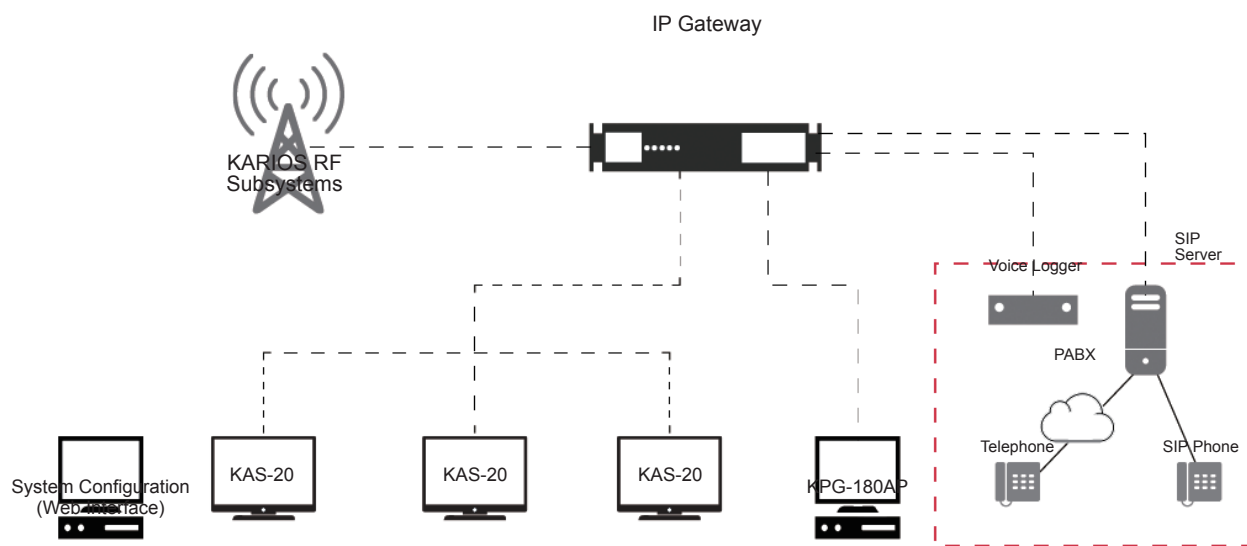 IP Gateway
KARIOS RF
Subsystems
SIP
Server
Voice Logger
PABX
Telephone
SIP Phone
KAS-20
KAS-20
KAS-20
KPG-180AP
System Configuration
(Web Interface)